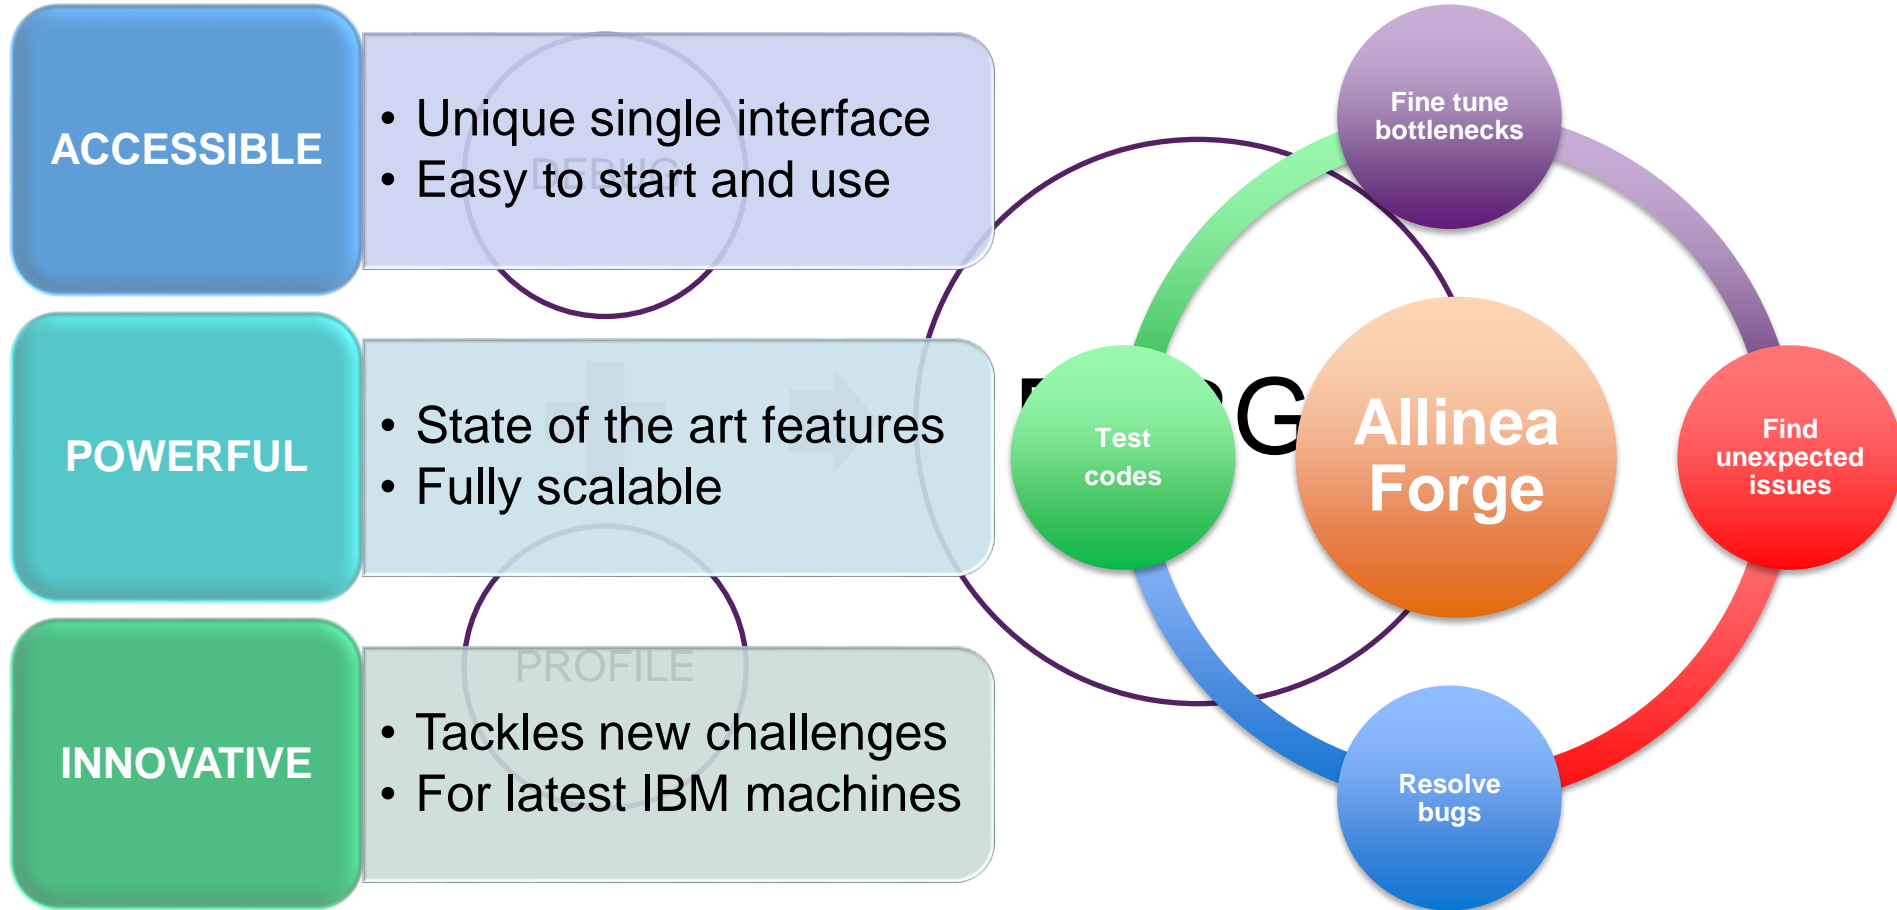 ACCESSIBLE
• Unique single interface
• Easy to start and use
DEBUG
POWERFUL
• State of the art features
• Fully scalable
INNOVATIVE
PROFILE
• Tackles new challenges
• For latest IBM machines
Fine tune
bottlenecks
Test
codes
Allinea
Forge
Find
unexpected
issues
Resolve
bugs